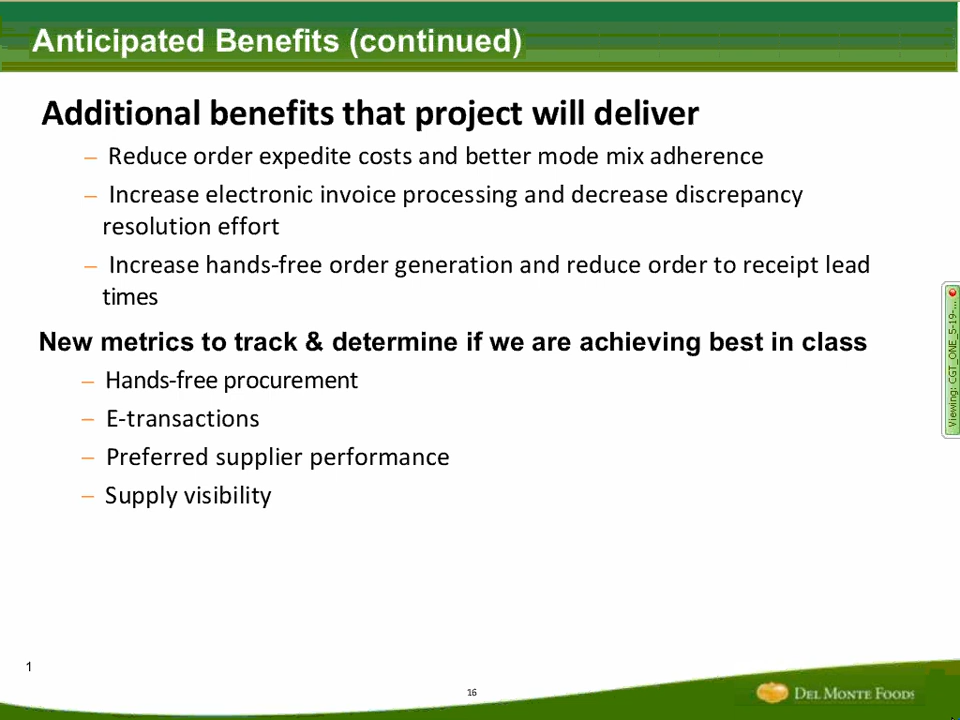 Anticipated Benefits (continued)
Additional benefits that project will deliver
– Reduce order expedite costs and better mode mix adherence
– Increase electronic invoice processing and decrease discrepancy
resolution effort
– Increase hands-free order generation and reduce order to receipt lead
times
New metrics to track & determine if we are achieving best in class
– Hands-free procurement
– E-transactions
– Preferred supplier performance
– Supply visibility
Viewing: CGT_ONE_5-19-...
1
16
DEL MONTE FOODS